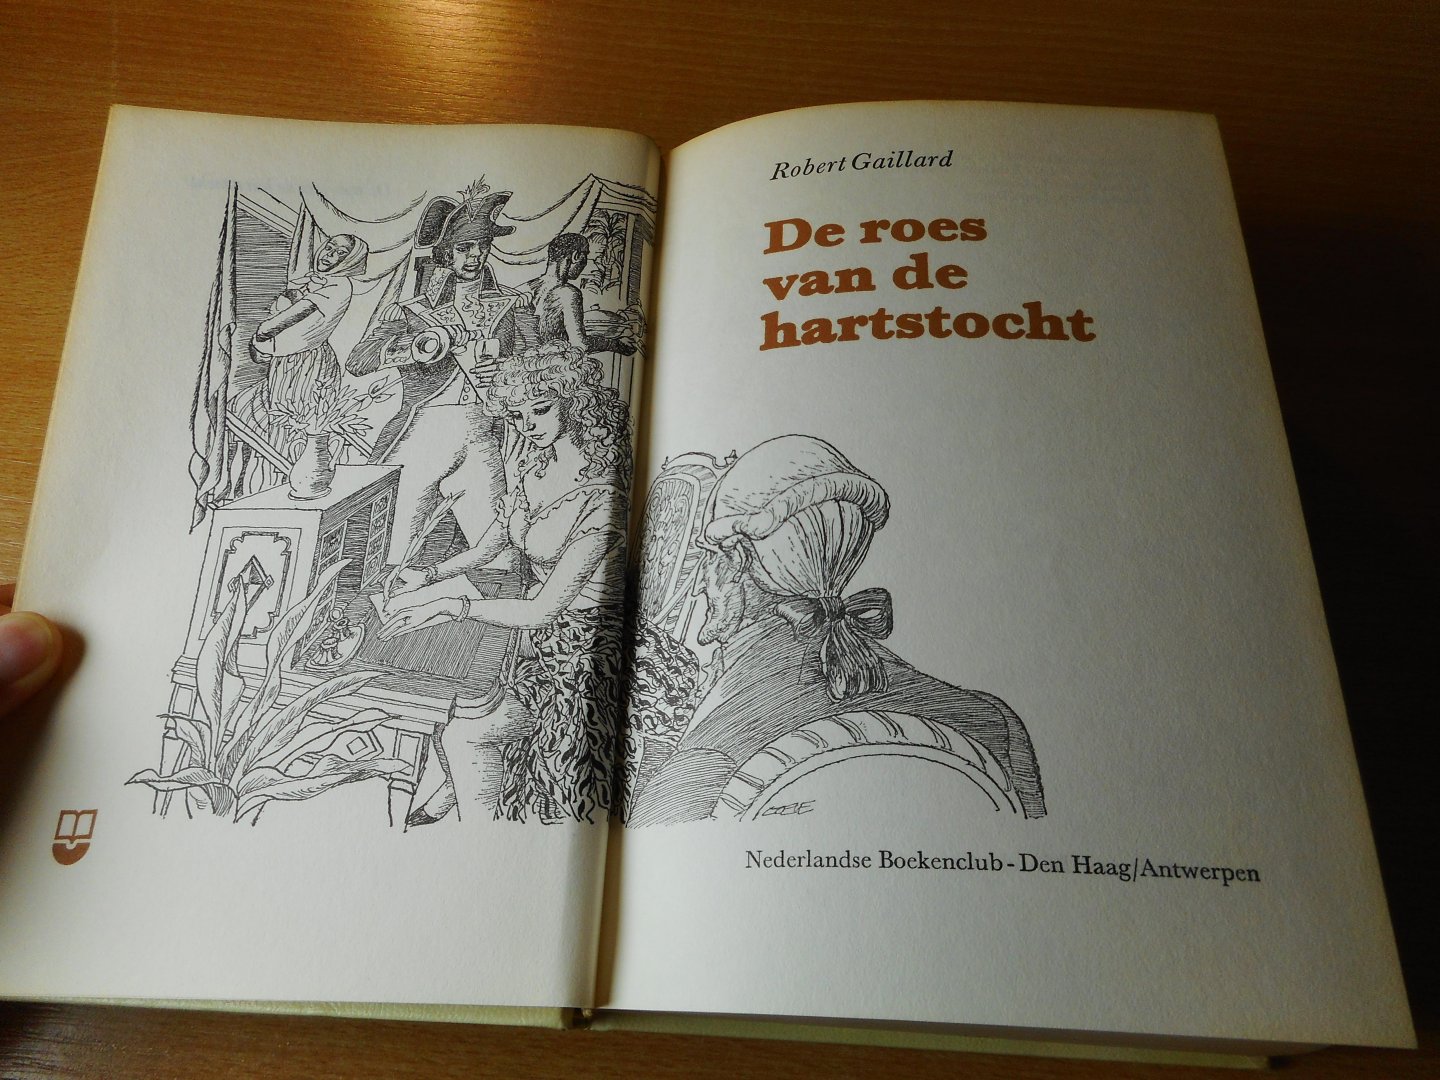 Robert Gaillard
De roes
van de
hartstocht
Nederlandse Boekenclub - Den Haag/Antwerpen